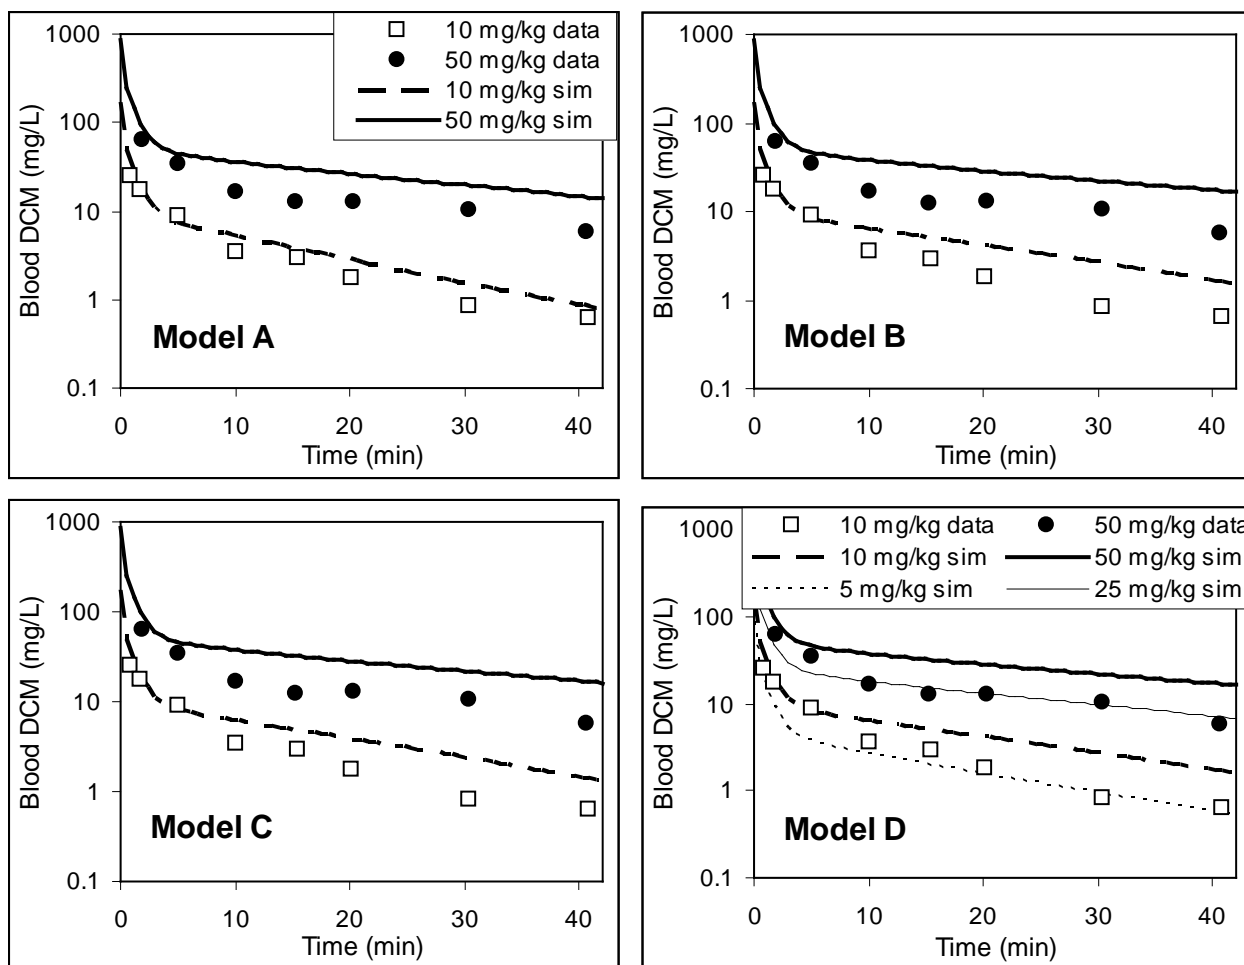 1000
100
10
1
0.1
Blood DCM (mg/L)
10 mg/kg data
50 mg/kg data
10 mg/kg sim
50 mg/kg sim
Model A
0 10 20 30 40
Time (min)
1000
100
10
1
0.1
Blood DCM (mg/L)
Model B
0 10 20 30 40
Time (min)
1000
100
10
1
0.1
Blood DCM (mg/L)
Model C
0 10 20 30 40
Time (min)
1000
100
10
1
0.1
Blood DCM (mg/L)
10 mg/kg data 50 mg/kg data
10 mg/kg sim 50 mg/kg sim
5 mg/kg sim 25 mg/kg sim
Model D
0 10 20 30 40
Time (min)